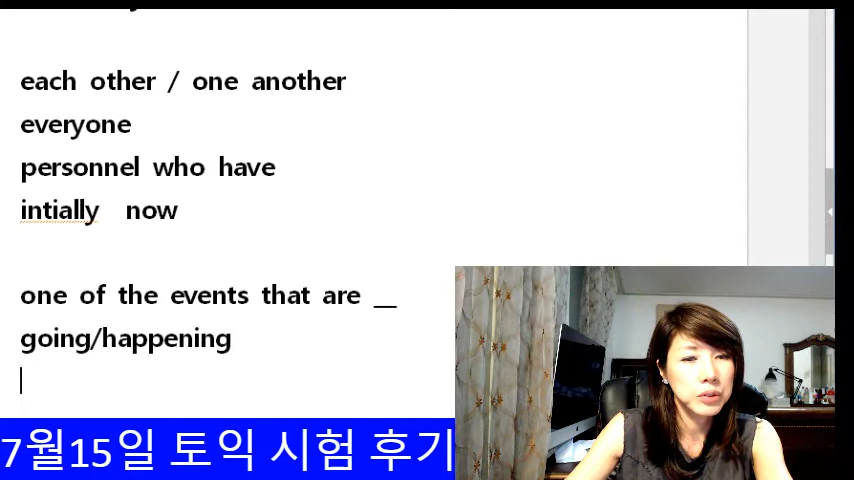 each other / one another
everyone
personnel who have
intially now
one of the events that are __
going/happening
7월15일 토익 시험 후기